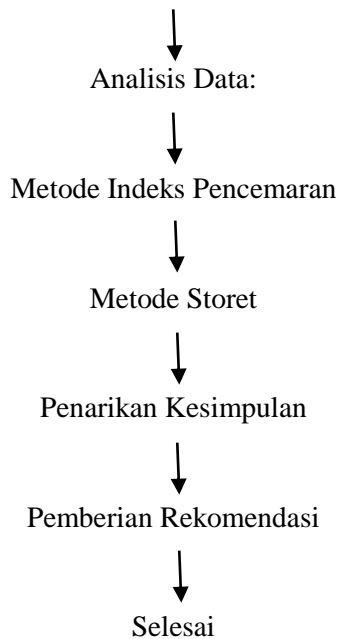 Analisis Data:
Metode Indeks Pencemaran
Metode Storet
Penarikan Kesimpulan
Pemberian Rekomendasi
Selesai